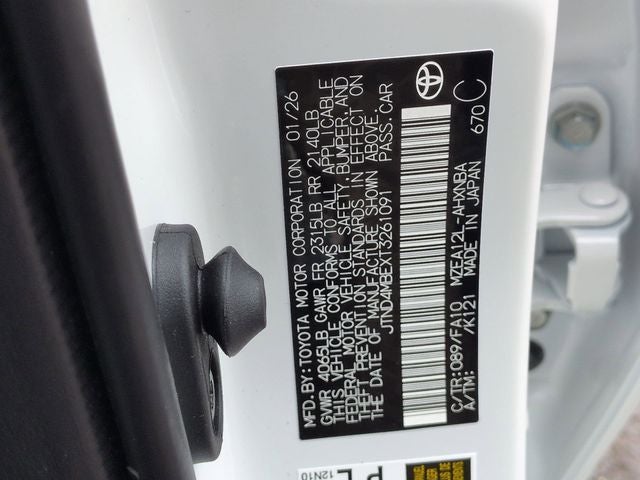 MFD.BY:TOYOTA MOTOR CORPORATION 01/26
GVWR 4065LB GAWR FR 2315LB RR 2140LB
THIS VEHICLE CONFORMS TO ALL APPLICABLE
FEDERAL MOTOR VEHICLE SAFETY, BUMPER, AND
THEFT PREVENTION STANDARDS IN EFFECT ON
THE DATE OF MANUFACTURE SHOWN ABOVE.
JTND4MBEXT3261091 PASS.CAR
C/TR:089/FA10 MZEA12L-AHXNBA
A/TM: /K121 MADE IN JAPAN 670 C
12N10